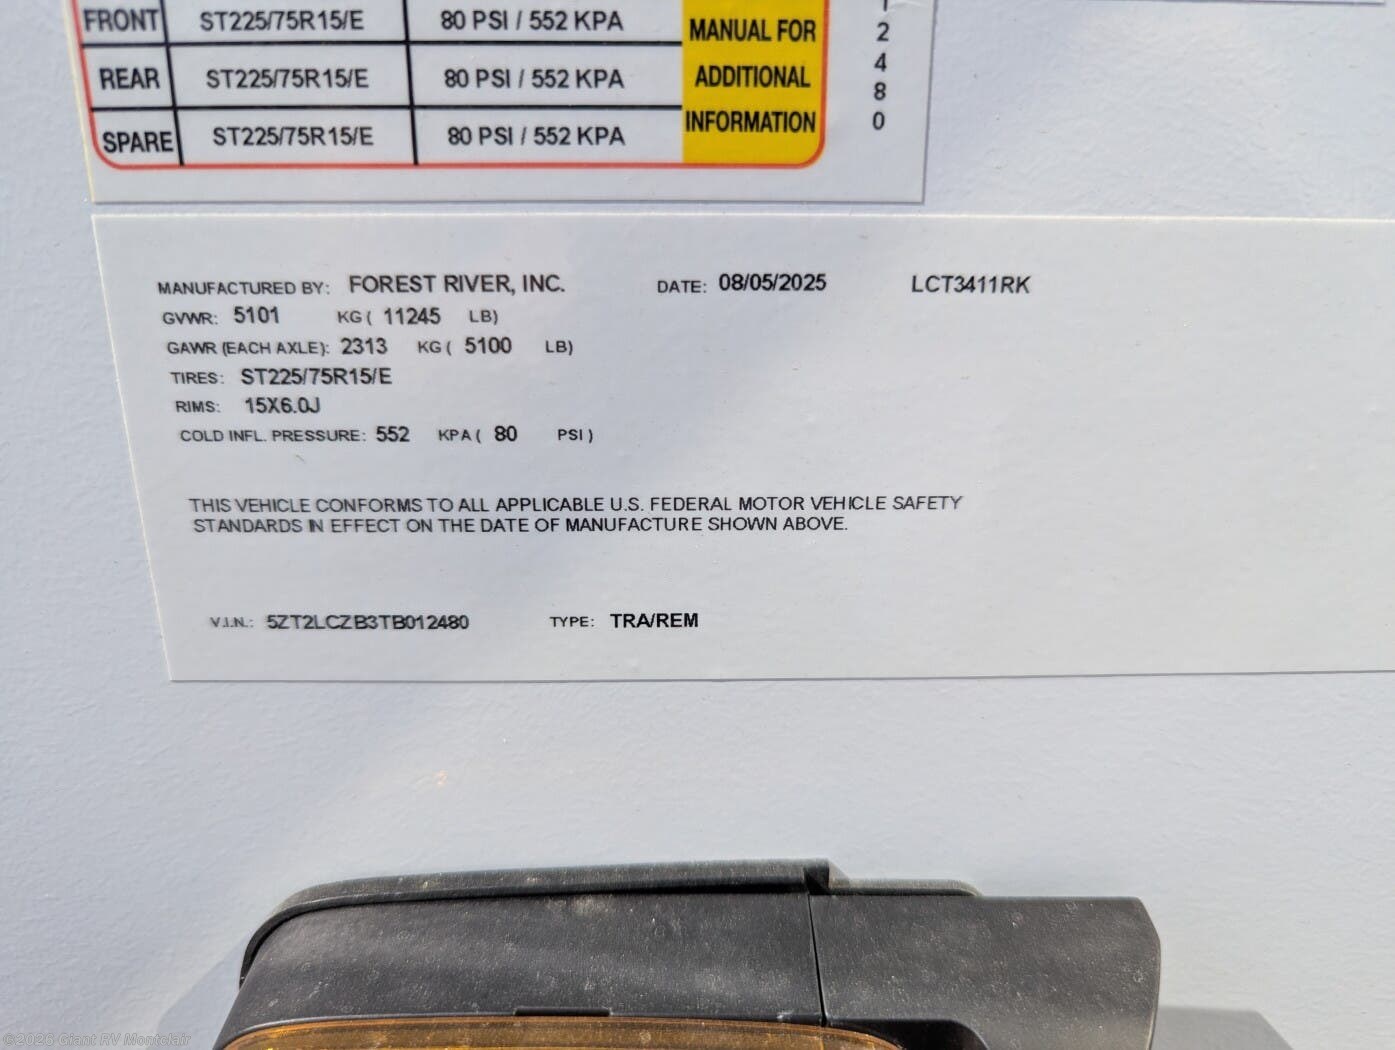 FRONT ST225/75R15/E 80 PSI / 552 KPA
REAR ST225/75R15/E 80 PSI / 552 KPA
SPARE ST225/75R15/E 80 PSI / 552 KPA
MANUAL FOR
ADDITIONAL
INFORMATION
2
4
8
0
MANUFACTURED BY: FOREST RIVER, INC. DATE: 08/05/2025 LCT3411RK
GVWR: 5101 KG ( 11245 LB)
GAWR (EACH AXLE): 2313 KG ( 5100 LB)
TIRES: ST225/75R15/E
RIMS: 15X6.0J
COLD INFL. PRESSURE: 552 KPA ( 80 PSI )
THIS VEHICLE CONFORMS TO ALL APPLICABLE U.S. FEDERAL MOTOR VEHICLE SAFETY
STANDARDS IN EFFECT ON THE DATE OF MANUFACTURE SHOWN ABOVE.
V.I.N.: 5ZT2LCZB3TB012480 TYPE: TRA/REM
©2025 Giant RV Montclair